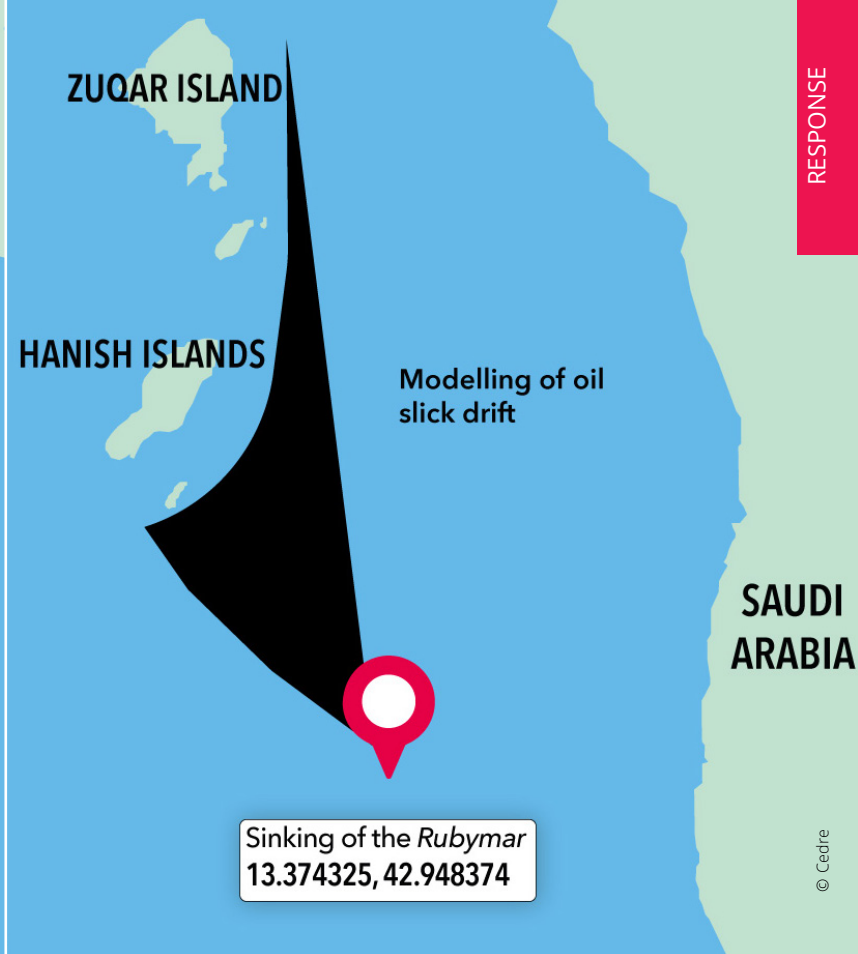 ZUQAR ISLAND
RESPONSE
HANISH ISLANDS
Modelling of oil
slick drift
SAUDI
ARABIA
Sinking of the Rubymar
13.374325, 42.948374
© Cedre